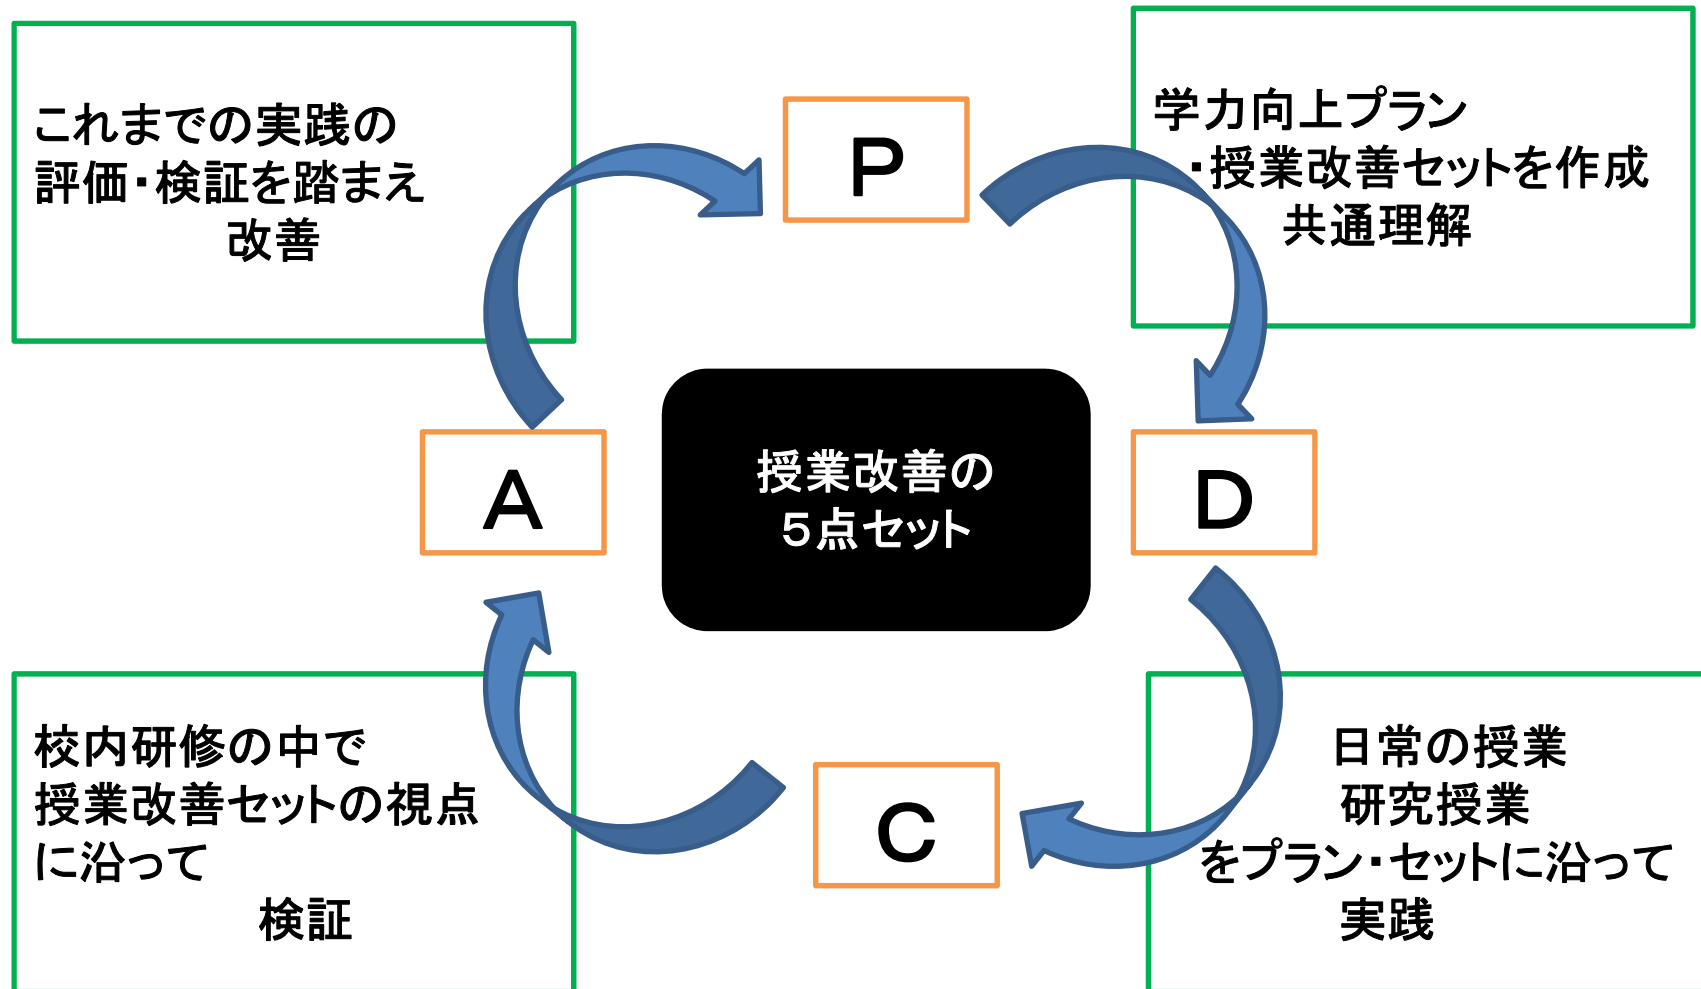 これまでの実践の
評価・検証を踏まえ
改善
P
学力向上プラン
・授業改善セットを作成
共通理解
A
授業改善の
５点セット
D
校内研修の中で
授業改善セットの視点
に沿って
検証
C
日常の授業
研究授業
をプラン・セットに沿って
実践